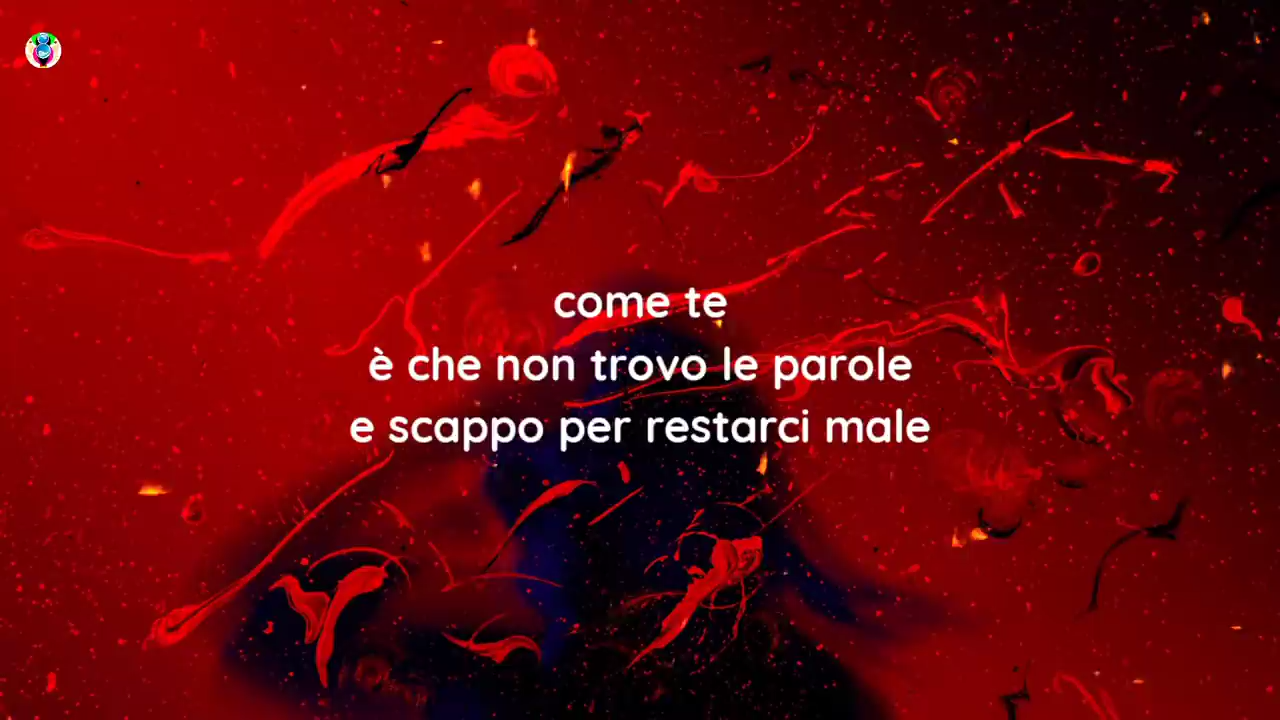 come te
è che non trovo le parole
e scappo per restarci male